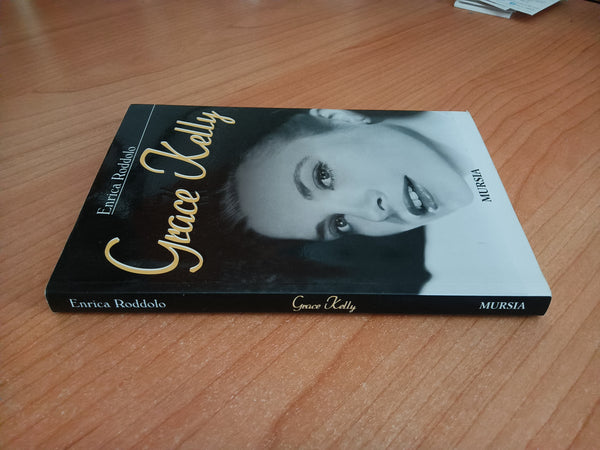 Enrica Roddolo
Grace Kelly
MURSIA
Enrica Roddolo
Grace Kelly
MURSIA